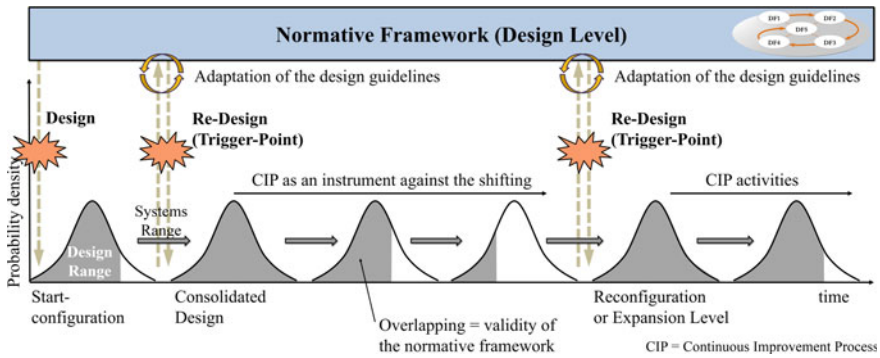 Normative Framework (Design Level)
DF1
DF2
DF5
DF4
DF3
Adaptation of the design guidelines
Adaptation of the design guidelines
Design
Re-Design
(Trigger-Point)
Re-Design
(Trigger-Point)
Probability density
CIP as an instrument against the shifting
CIP activities
Systems
Range
Design
Range
Start-
configuration
Consolidated
Design
Reconfiguration
or Expansion Level
time
Overlapping = validity of
the normative framework
CIP = Continuous Improvement Process